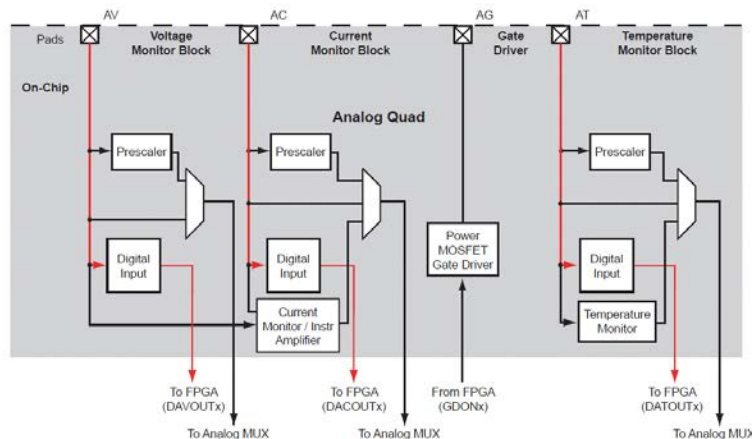 AV
AC
AG
AT
Pads
Voltage
Monitor Block
Current
Monitor Block
Gate
Driver
Temperature
Monitor Block
On-Chip
Analog Quad
Prescaler
Prescaler
Prescaler
Power
MOSFET
Gate Driver
Digital
Input
Digital
Input
Digital
Input
Current
Monitor / Instr
Amplifier
Temperature
Monitor
To FPGA
(DAVOUTx)
To FPGA
(DACOUTx)
From FPGA
(GDONx)
To FPGA
(DATOUTx)
To Analog MUX
To Analog MUX
To Analog MUX